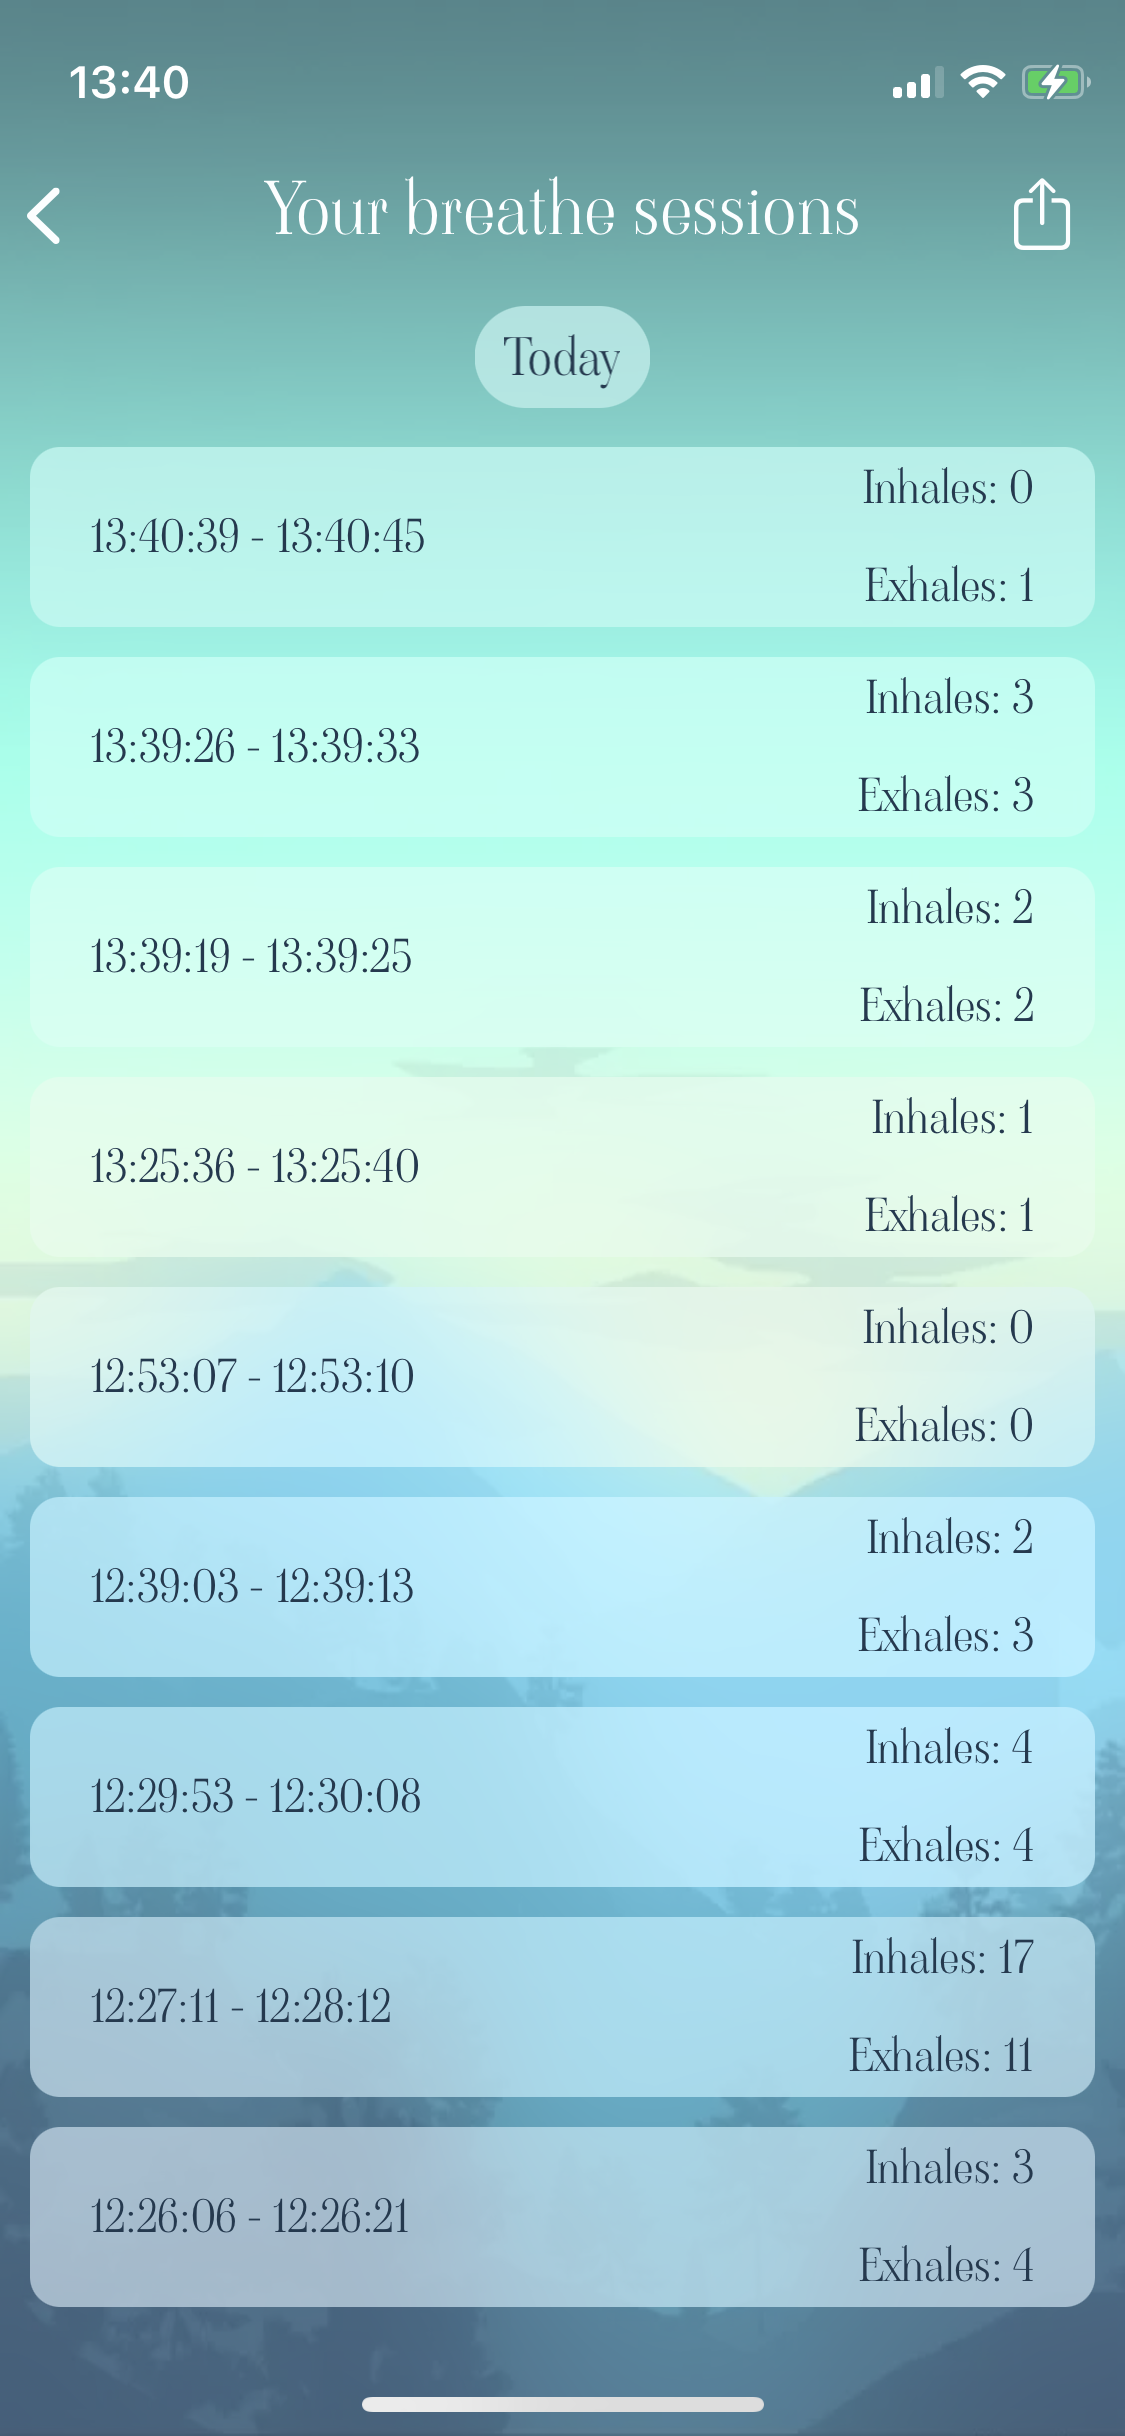 13:40
Your breathe sessions
Today
13:40:39 - 13:40:45
Inhales: 0
Exhales: 1
13:39:26 - 13:39:33
Inhales: 3
Exhales: 3
13:39:19 - 13:39:25
Inhales: 2
Exhales: 2
13:25:36 - 13:25:40
Inhales: 1
Exhales: 1
12:53:07 - 12:53:10
Inhales: 0
Exhales: 0
12:39:03 - 12:39:13
Inhales: 2
Exhales: 3
12:29:53 - 12:30:08
Inhales: 4
Exhales: 4
12:27:11 - 12:28:12
Inhales: 17
Exhales: 11
12:26:06 - 12:26:21
Inhales: 3
Exhales: 4